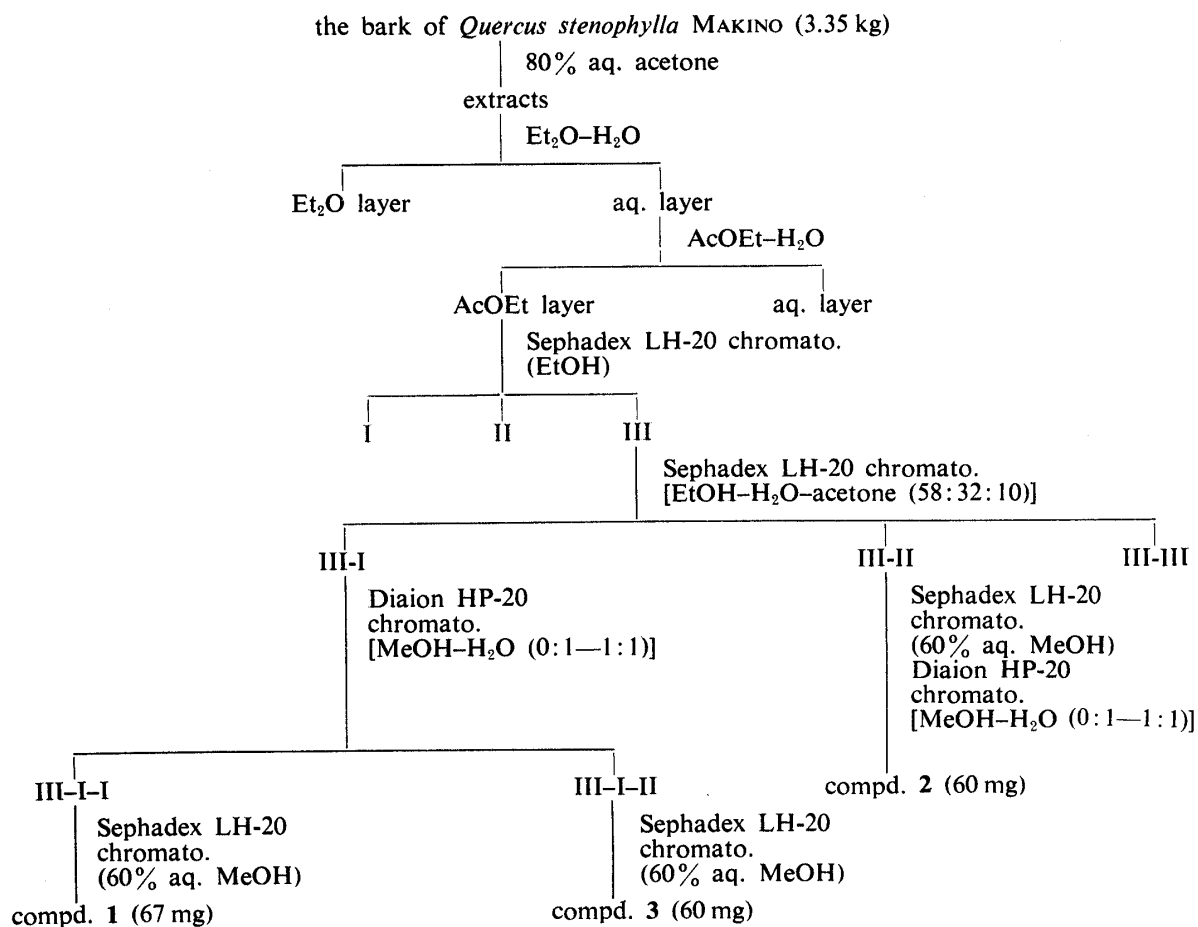 the bark of Quercus stenophylla MAKINO (3.35 kg)
80% aq. acetone
extracts
Et₂O–H₂O
Et₂O layer
aq. layer
AcOEt–H₂O
AcOEt layer
aq. layer
Sephadex LH-20 chromato.
(EtOH)
I
II
III
Sephadex LH-20 chromato.
[EtOH–H₂O–acetone (58:32:10)]
III-I
III-II
III-III
Diaion HP-20
chromato.
[MeOH–H₂O (0:1—1:1)]
Sephadex LH-20
chromato.
(60% aq. MeOH)
Diaion HP-20
chromato.
[MeOH–H₂O (0:1—1:1)]
III-I-I
III-I-II
compd. 2 (60 mg)
Sephadex LH-20
chromato.
(60% aq. MeOH)
Sephadex LH-20
chromato.
(60% aq. MeOH)
compd. 1 (67 mg)
compd. 3 (60 mg)